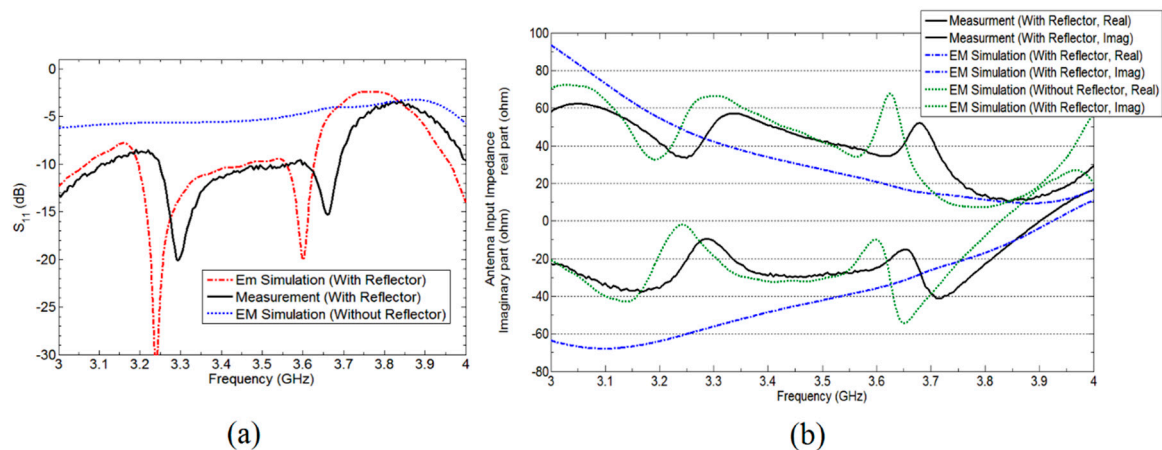 0
-5
-10
-15
-20
-25
-30
3
3.1
3.2
3.3
3.4
3.5
3.6
3.7
3.8
3.9
4
S11 (dB)
Frequency (GHz)
Em Simulation (With Reflector)
Measurement (With Reflector)
EM Simulation (Without Reflector)
(a)
Measurment (With Reflector, Real)
Measurment (With Reflector, Imag)
EM Simulation (With Reflector, Real)
EM Simulation (With Reflector, Imag)
EM Simulation (Without Reflector, Real)
EM Simulation (With Reflector, Imag)
100
80
60
40
20
0
-20
-40
-60
-80
Antenna Input Impedance
Imaginary part (ohm) real part (ohm)
3
3.1
3.2
3.3
3.4
3.5
3.6
3.7
3.8
3.9
4
Frequency (GHz)
(b)